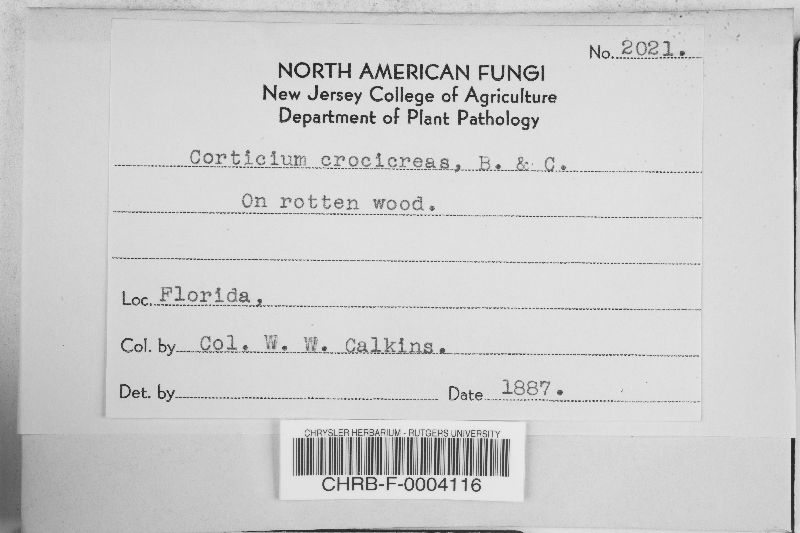 No. 2021.
NORTH AMERICAN FUNGI
New Jersey College of Agriculture
Department of Plant Pathology
Corticium crocicreas, B. & C.
On rotten wood.
Loc. Florida,
Col. by Col. W. W. Calkins.
Det. by Date 1887.
CHRYSLER HERBARIUM - RUTGERS UNIVERSITY
CHRB-F-0004116